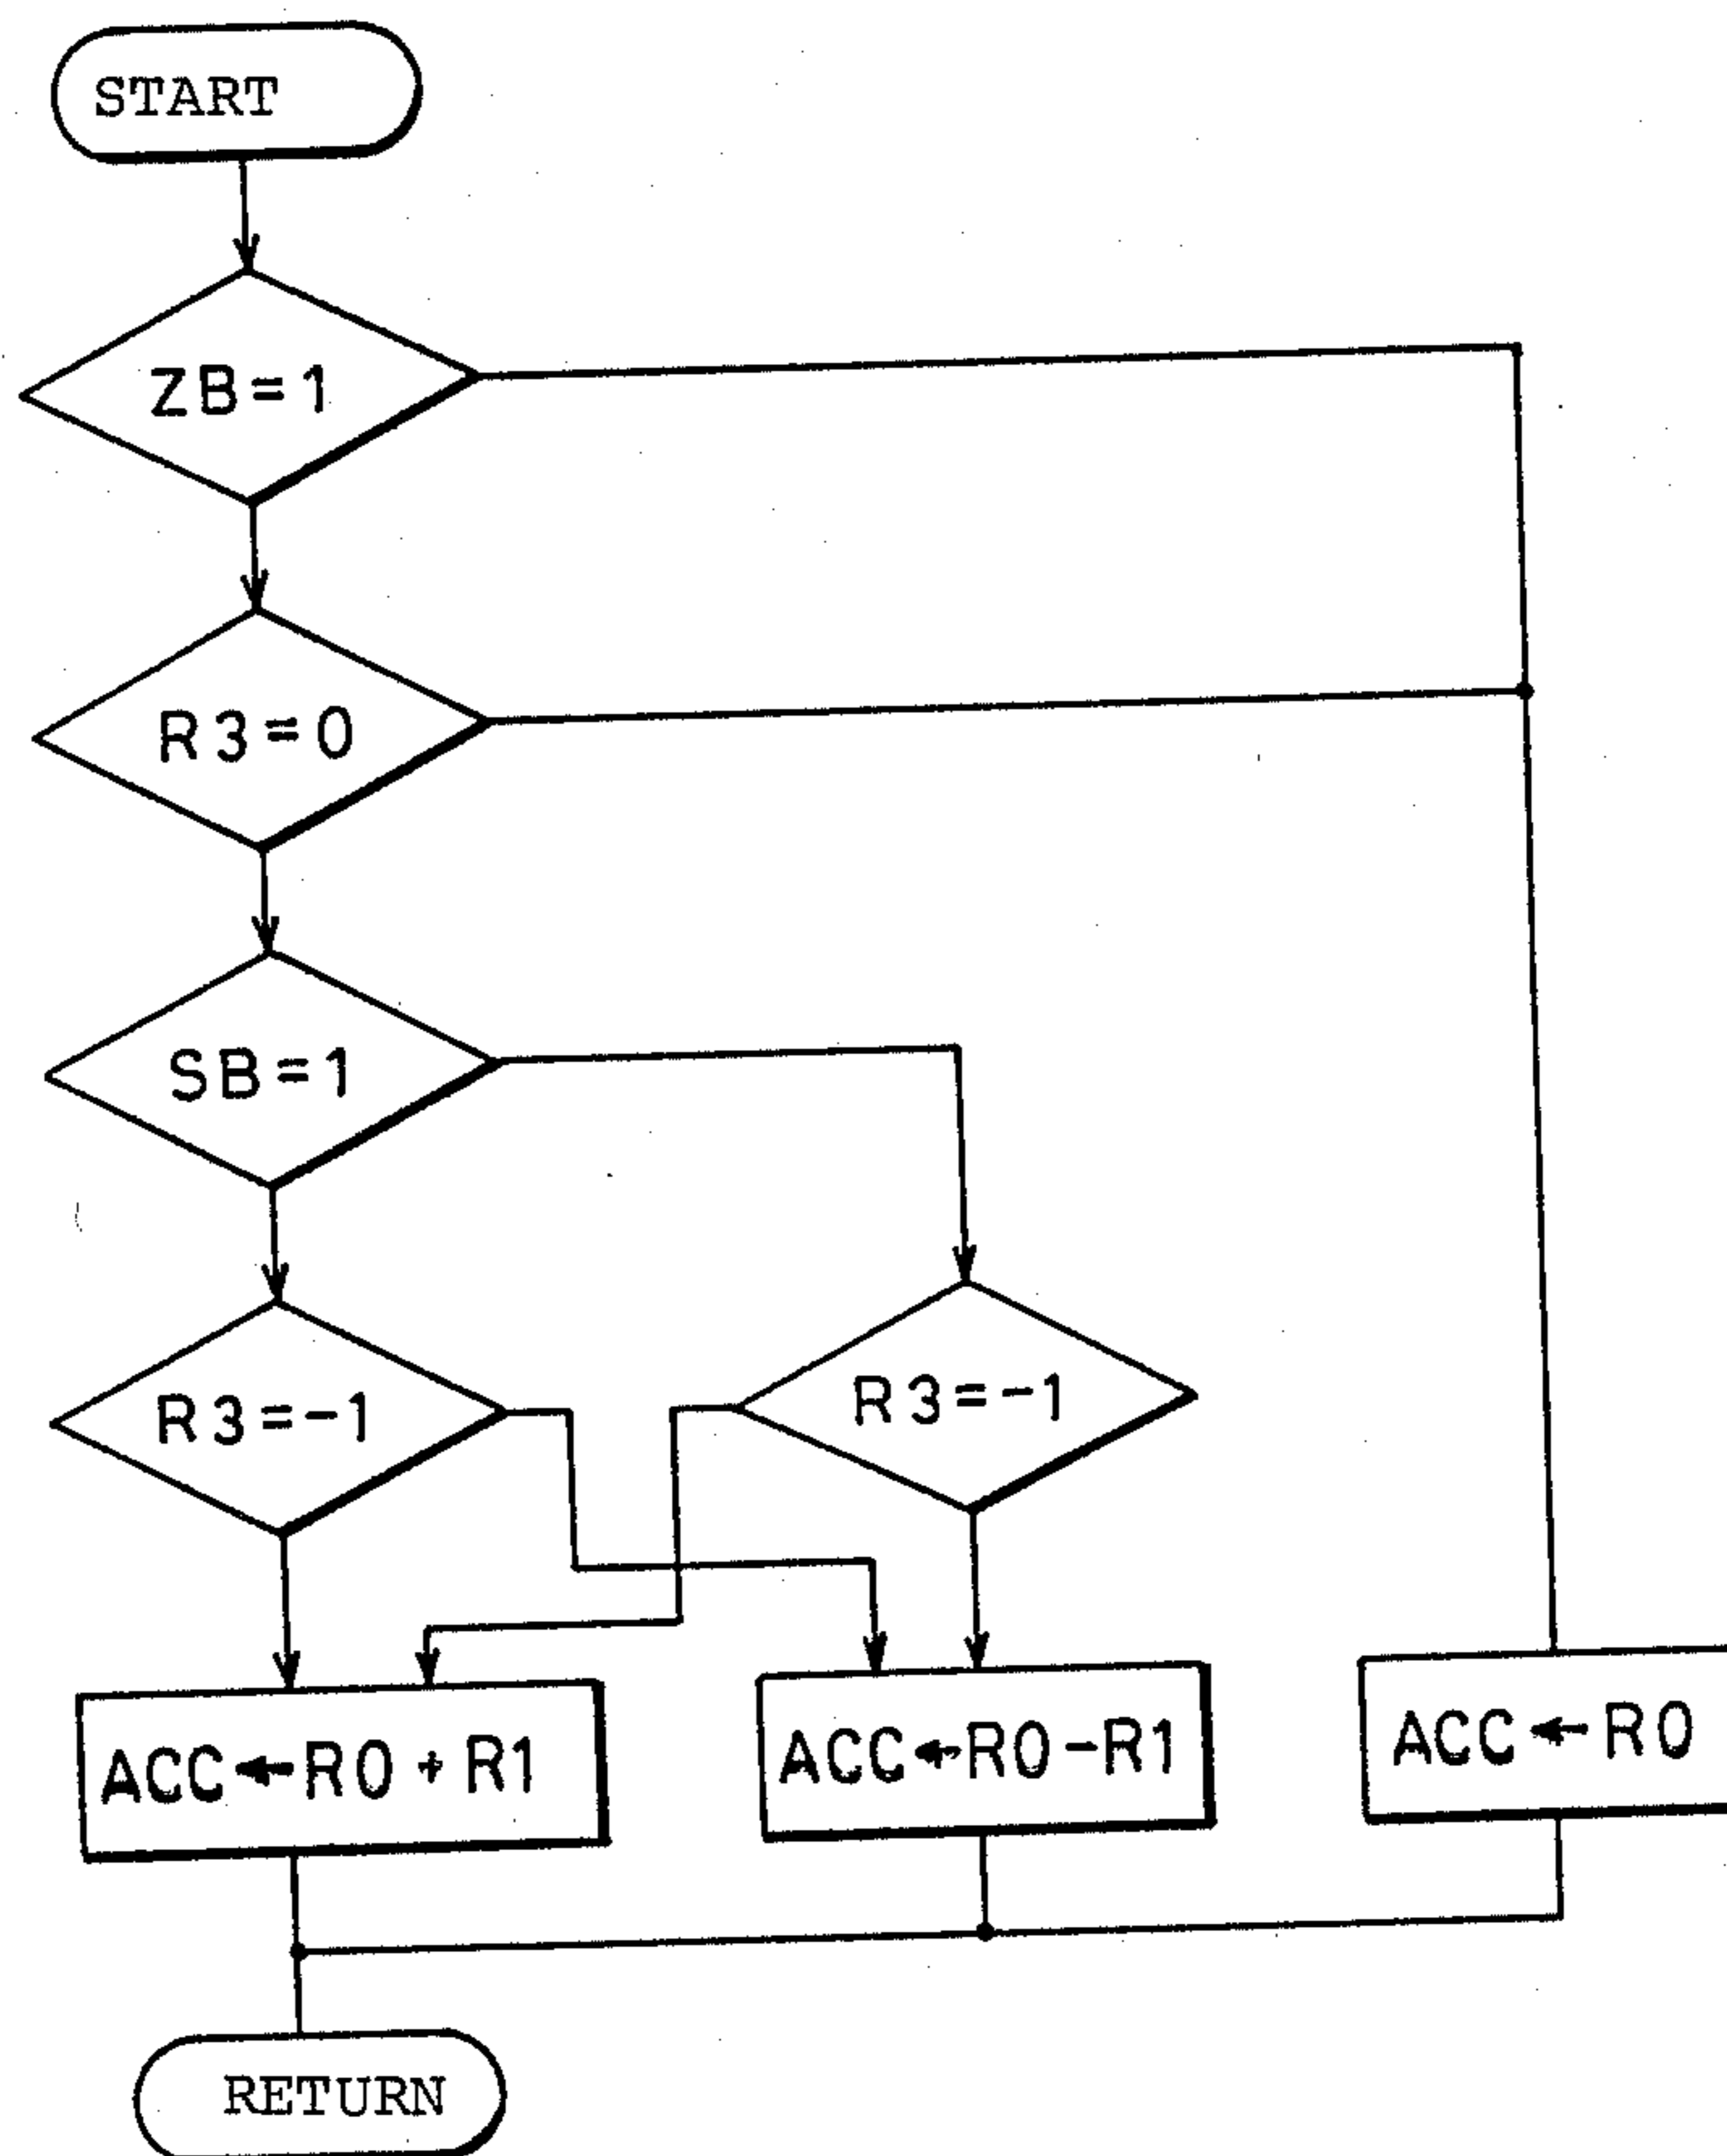 START
ZB=1
R3=0
SB=1
R3=-1
R3=-1
ACC←R0+R1
ACC←R0-R1
ACC←R0
RETURN